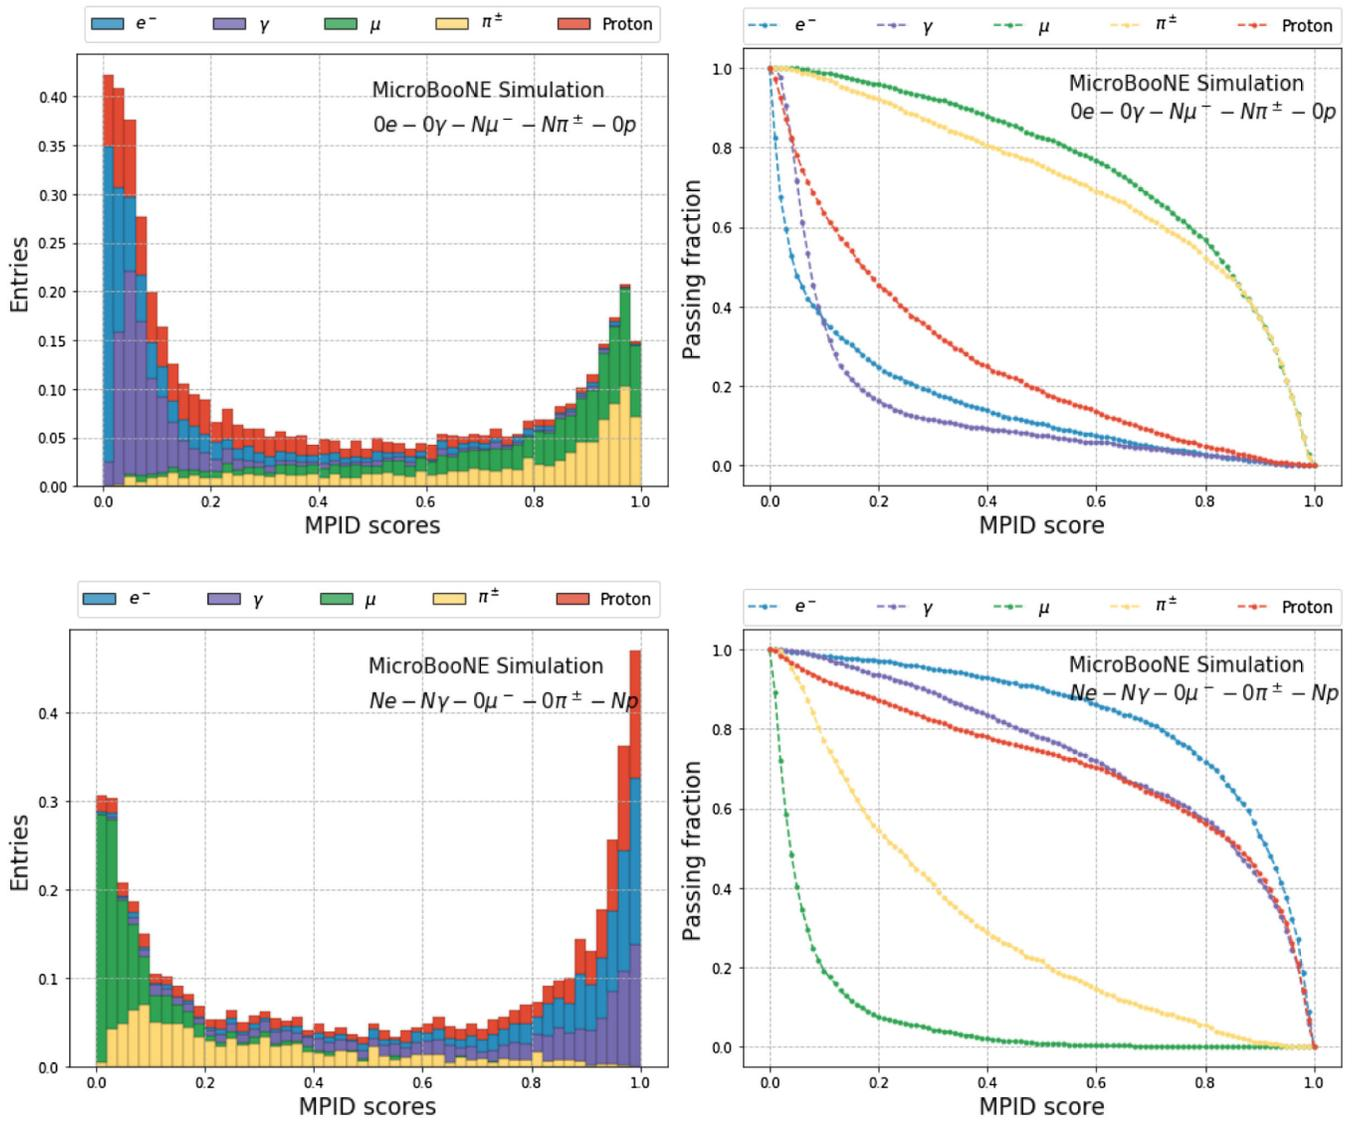 e⁻ γ μ π± Proton
MicroBooNE Simulation
0e − 0γ − Nμ⁻ − Nπ± − 0p
Entries
0.40
0.35
0.30
0.25
0.20
0.15
0.10
0.05
0.00
0.0 0.2 0.4 0.6 0.8 1.0
MPID scores
e⁻ γ μ π± Proton
MicroBooNE Simulation
0e − 0γ − Nμ⁻ − Nπ± − 0p
Passing fraction
1.0
0.8
0.6
0.4
0.2
0.0
0.0 0.2 0.4 0.6 0.8 1.0
MPID score
e⁻ γ μ π± Proton
MicroBooNE Simulation
Ne − Nγ − 0μ⁻ − 0π± − Np
Entries
0.4
0.3
0.2
0.1
0.0
0.0 0.2 0.4 0.6 0.8 1.0
MPID scores
e⁻ γ μ π± Proton
MicroBooNE Simulation
Ne − Nγ − 0μ⁻ − 0π± − Np
Passing fraction
1.0
0.8
0.6
0.4
0.2
0.0
0.0 0.2 0.4 0.6 0.8 1.0
MPID score